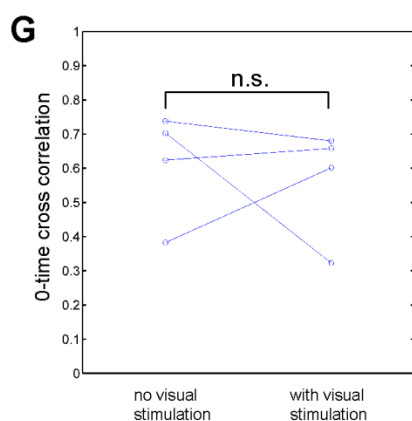 G
n.s.
0-time cross correlation
1
0.9
0.8
0.7
0.6
0.5
0.4
0.3
0.2
0.1
0
no visual
stimulation
with visual
stimulation